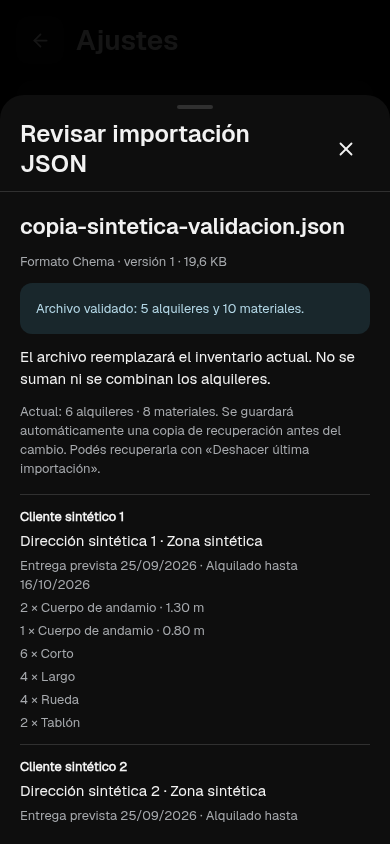 Ajustes
Revisar importación
JSON
copia-sintetica-validacion.json
Formato Chema · versión 1 · 19,6 KB
Archivo validado: 5 alquileres y 10 materiales.
El archivo reemplazará el inventario actual. No se
suman ni se combinan los alquileres.
Actual: 6 alquileres · 8 materiales. Se guardará
automáticamente una copia de recuperación antes del
cambio. Podés recuperarla con «Deshacer última
importación».
Cliente sintético 1
Dirección sintética 1 · Zona sintética
Entrega prevista 25/09/2026 · Alquilado hasta
16/10/2026
2 × Cuerpo de andamio · 1.30 m
1 × Cuerpo de andamio · 0.80 m
6 × Corto
4 × Largo
4 × Rueda
2 × Tablón
Cliente sintético 2
Dirección sintética 2 · Zona sintética
Entrega prevista 25/09/2026 · Alquilado hasta